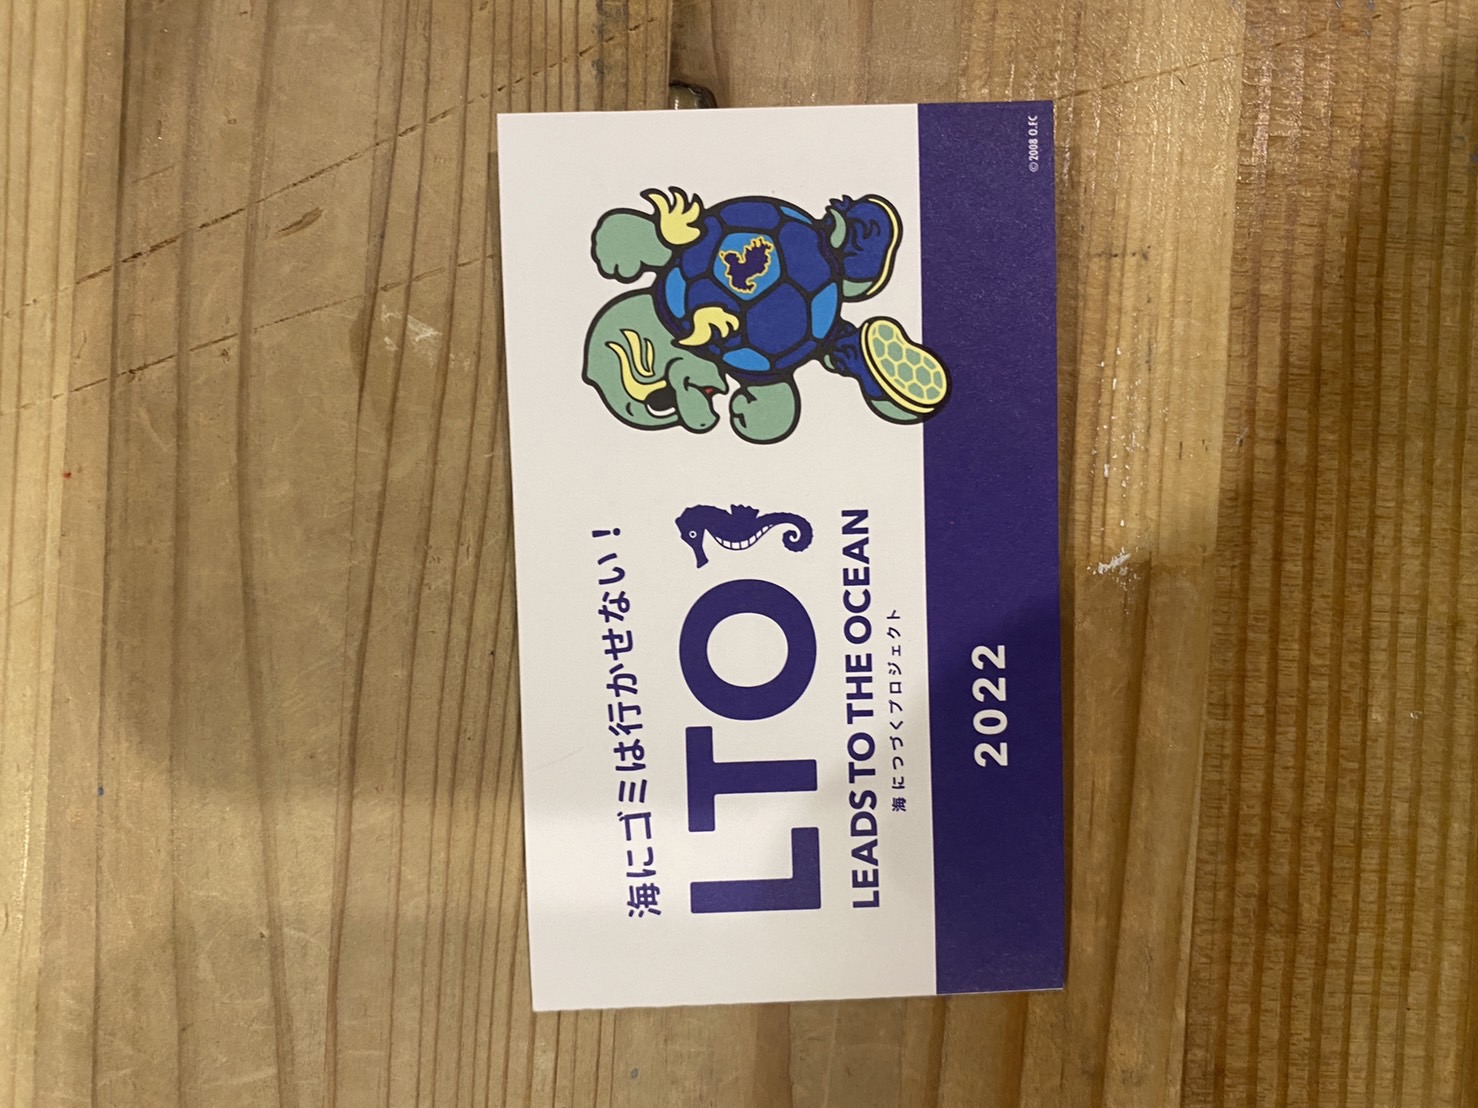 海にゴミは行かせない!
LTO
LEADS TO THE OCEAN
海につづくプロジェクト
2022
©2008 O.FC